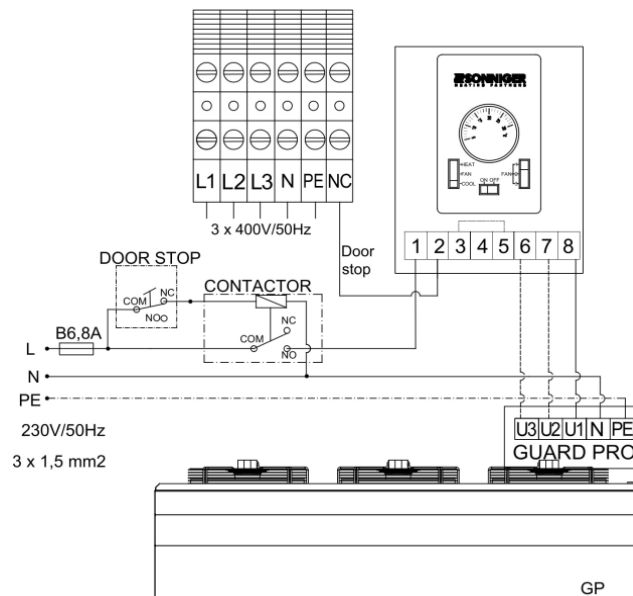 SONNIGER
HEATING PARTNERS
HEAT
FAN
COOL
ON OFF
FAN
L1 L2 L3 N PE NC
3 x 400V/50Hz
Door
stop
1 2 3 4 5 6 7 8
DOOR STOP
NC
COM
NO
CONTACTOR
NC
COM
NO
B6,8A
L
N
PE
230V/50Hz
3 x 1,5 mm2
U3 U2 U1 N PE
GUARD PRO
GP